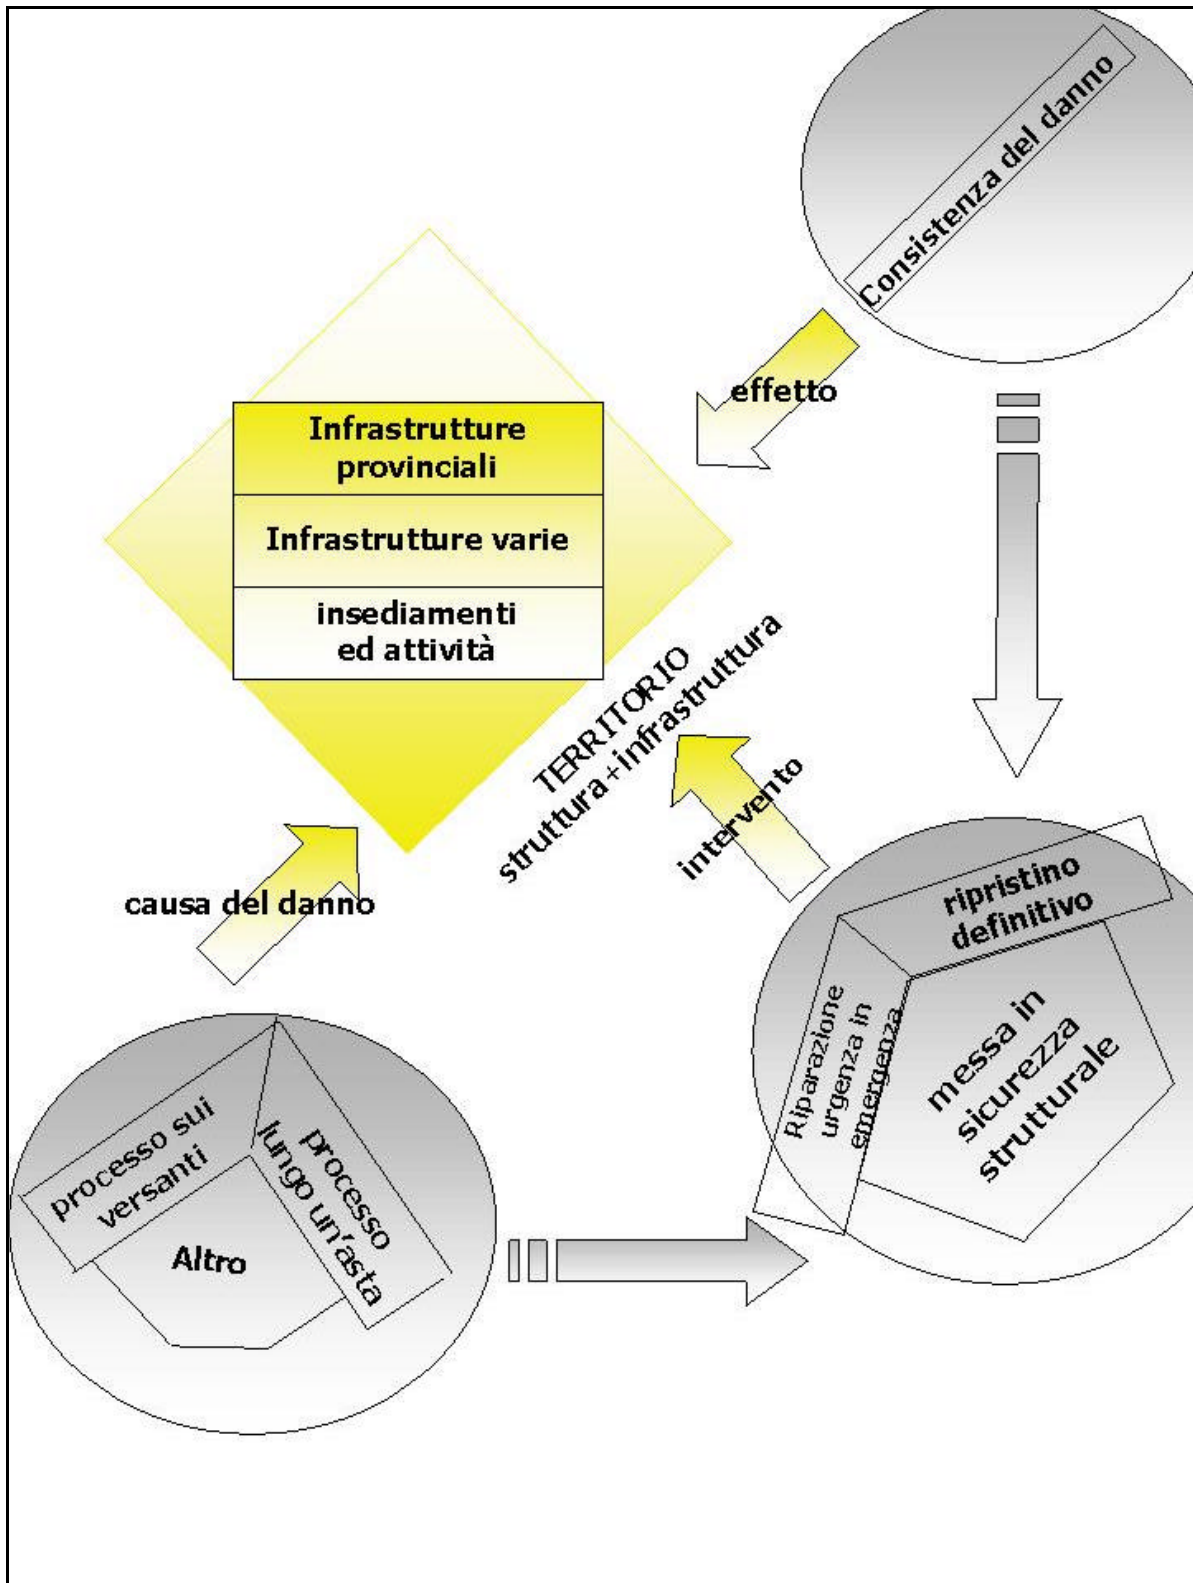 Consistenza del danno
effetto
Infrastrutture
provinciali
Infrastrutture varie
insediamenti
ed attività
TERRITORIO
struttura+infrastruttura
intervento
causa del danno
ripristino
definitivo
Riparazione
urgenza in
emergenza
messa in
sicurezza
strutturale
processo sui
versanti
processo
lungo un'asta
Altro